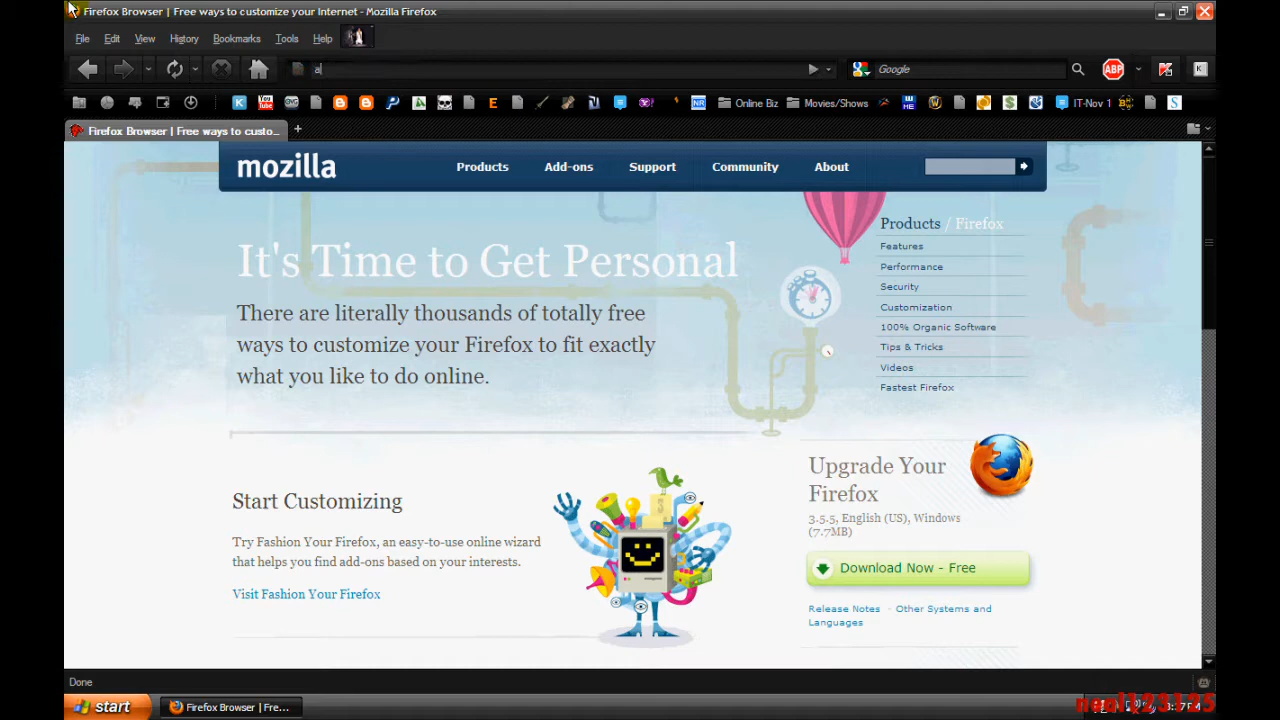 Firefox Browser | Free ways to customize your Internet - Mozilla Firefox
File Edit View History Bookmarks Tools Help
a
Google
ABP
K
You Tube
Online Biz
Movies/Shows
IT-Nov 1
Firefox Browser | Free ways to custo...
mozilla
Products Add-ons Support Community About
Products / Firefox
Features
Performance
Security
Customization
100% Organic Software
Tips & Tricks
Videos
Fastest Firefox
It's Time to Get Personal
There are literally thousands of totally free
ways to customize your Firefox to fit exactly
what you like to do online.
Start Customizing
Try Fashion Your Firefox, an easy-to-use online wizard
that helps you find add-ons based on your interests.
Visit Fashion Your Firefox
Upgrade Your
Firefox
3.5.5, English (US), Windows
(7.7MB)
Download Now - Free
Release Notes - Other Systems and
Languages
Done
start
Firefox Browser | Fre...